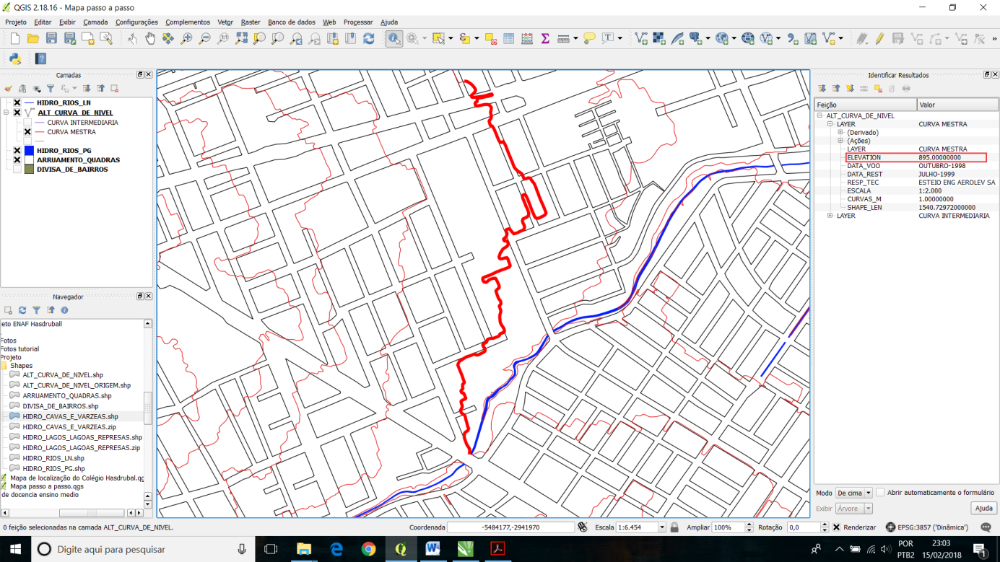 QGIS 2.18.16 - Mapa passo a passo
Projeto Editar Exibir Camada Configurações Complementos Vetor Raster Banco de dados Web Processar Ajuda
Camadas
HIDRO_RIOS_LN
ALT_CURVA_DE_NIVEL
CURVA INTERMEDIARIA
CURVA MESTRA
HIDRO_RIOS_PG
ARRUAMENTO_QUADRAS
DIVISA_DE_BAIRROS
Navegador
eto ENAF Hasdruball
Fotos
Fotos tutorial
Projeto
Shapes
ALT_CURVA_DE_NIVEL.shp
ALT_CURVA_DE_NIVEL_ORIGEM.shp
ARRUAMENTO_QUADRAS.shp
DIVISA_DE_BAIRROS.shp
HIDRO_CAVAS_E_VARZEAS.shp
HIDRO_CAVAS_E_VARZEAS.zip
HIDRO_LAGOS_LAGOAS_REPRESAS.shp
HIDRO_LAGOS_LAGOAS_REPRESAS.zip
HIDRO_RIOS_LN.shp
HIDRO_RIOS_PG.shp
Mapa de localização do Colégio Hasdrubal.qg
Mapa passo a passo.qgs
de docencia ensino medio
Identificar Resultados
Feição Valor
ALT_CURVA_DE_NIVEL
LAYER CURVA MESTRA
(Derivado)
(Ações)
LAYER CURVA MESTRA
ELEVATION 895.00000000
DATA_VOO OUTUBRO-1998
DATA_REST JULHO-1999
RESP_TEC ESTEIO ENG AEROLEV SA
ESCALA 1:2.000
CURVAS_M 1.00000000
SHAPE_LEN 1540.72972000000
LAYER CURVA INTERMEDIARIA
Modo De cima Abrir automaticamente o formulário
Exibir Árvore Ajuda
0 feição selecionadas na camada ALT_CURVA_DE_NIVEL. Coordenada -5484177,-2941970 Escala 1:6.454 Ampliar 100% Rotação 0,0 Renderizar EPSG:3857 ('Dinâmica')
Digite aqui para pesquisar
POR
PTB2
23:03
15/02/2018
1